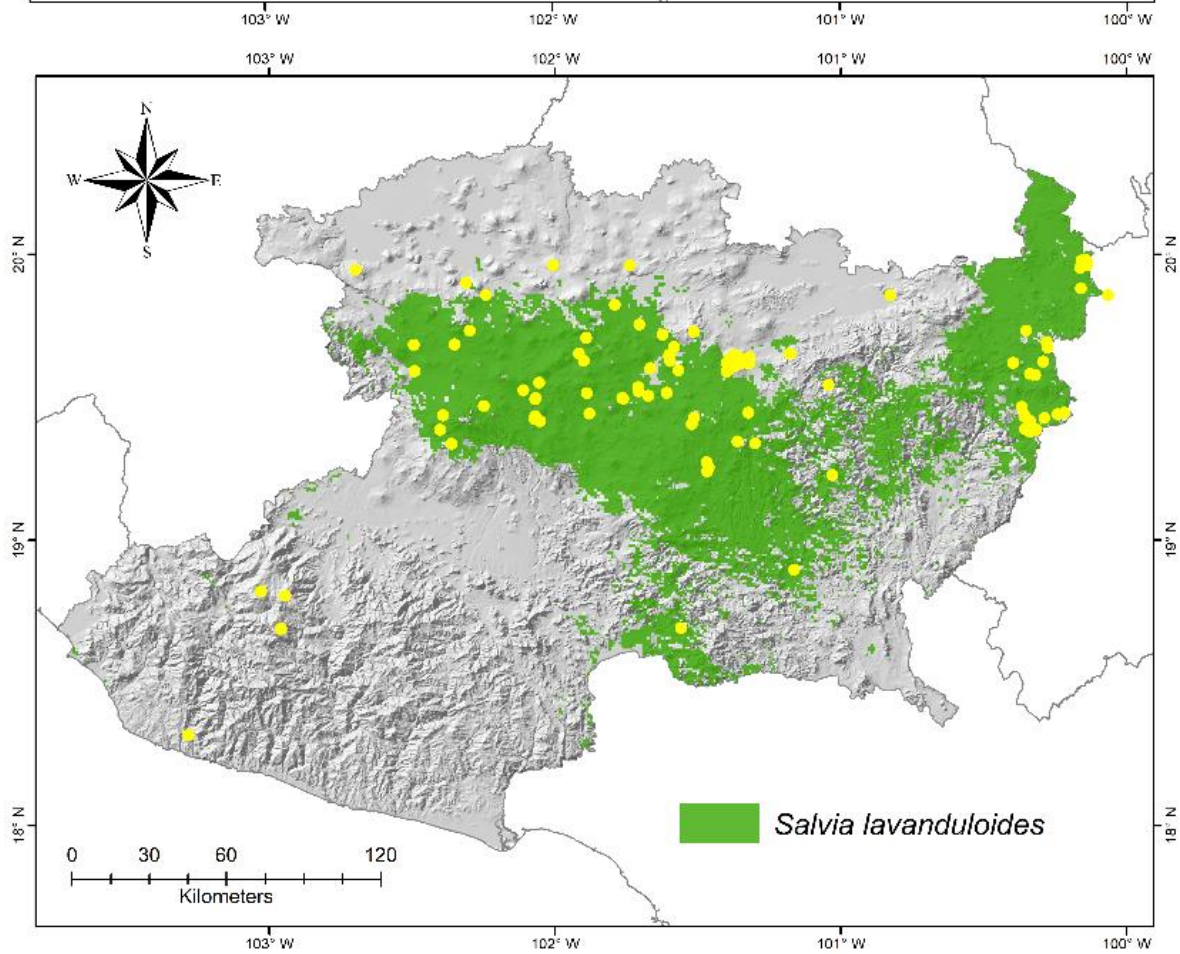 103° W 102° W 101° W 100° W
103° W 102° W 101° W 100° W
N
W E
S
20° N 20° N
19° N 19° N
18° N 18° N
Salvia lavanduloides
0 30 60 120
Kilometers
103° W 102° W 101° W 100° W